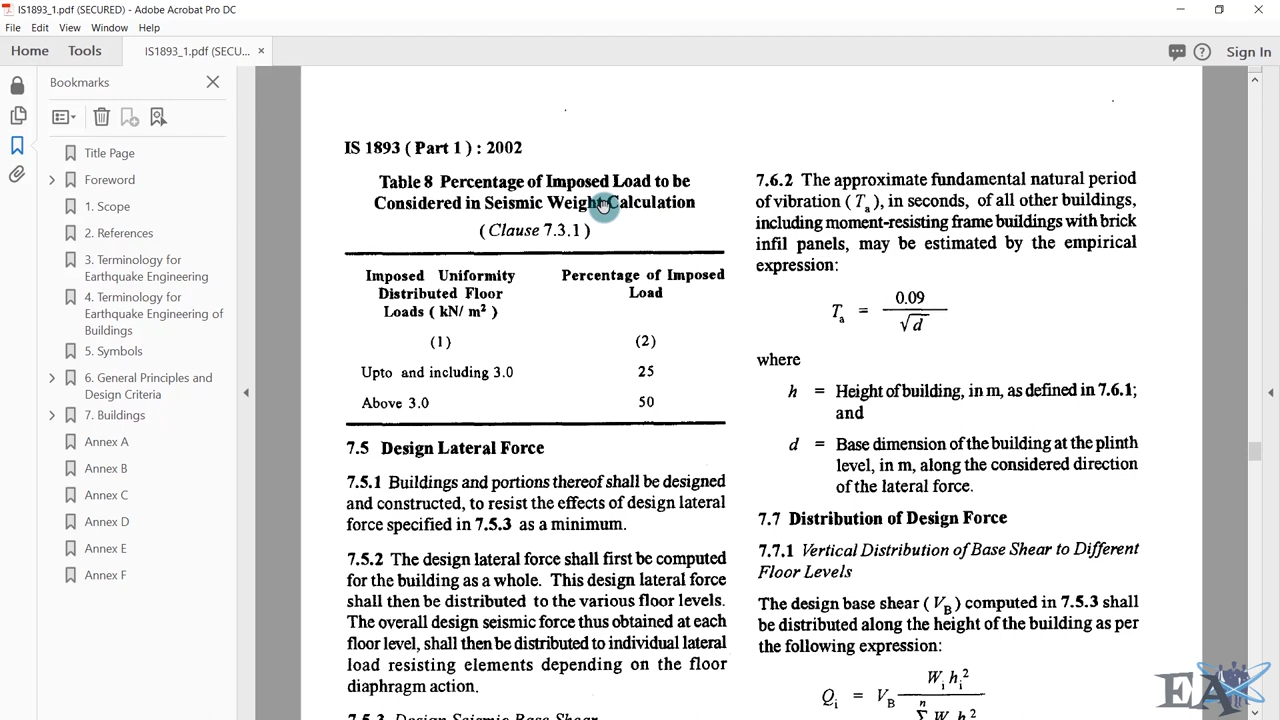 IS1893_1.pdf (SECURED) - Adobe Acrobat Pro DC
File Edit View Window Help
Home Tools IS1893_1.pdf (SECU... × Sign In
Bookmarks
Title Page
Foreword
1. Scope
2. References
3. Terminology for
Earthquake Engineering
4. Terminology for
Earthquake Engineering of
Buildings
5. Symbols
6. General Principles and
Design Criteria
7. Buildings
Annex A
Annex B
Annex C
Annex D
Annex E
Annex F
IS 1893 ( Part 1 ) : 2002
Table 8 Percentage of Imposed Load to be
Considered in Seismic Weight Calculation
( Clause 7.3.1 )
Imposed Uniformity Percentage of Imposed
Distributed Floor Load
Loads ( kN/ m² )
(1) (2)
Upto and including 3.0 25
Above 3.0 50
7.5 Design Lateral Force
7.5.1 Buildings and portions thereof shall be designed
and constructed, to resist the effects of design lateral
force specified in 7.5.3 as a minimum.
7.5.2 The design lateral force shall first be computed
for the building as a whole. This design lateral force
shall then be distributed to the various floor levels.
The overall design seismic force thus obtained at each
floor level, shall then be distributed to individual lateral
load resisting elements depending on the floor
diaphragm action.
7.5.3 Design Seismic Base Shear
7.6.2 The approximate fundamental natural period
of vibration ( Tₐ ), in seconds, of all other buildings,
including moment-resisting frame buildings with brick
infil panels, may be estimated by the empirical
expression:
Tₐ = 0.09 / √d
where
h = Height of building, in m, as defined in 7.6.1;
and
d = Base dimension of the building at the plinth
level, in m, along the considered direction
of the lateral force.
7.7 Distribution of Design Force
7.7.1 Vertical Distribution of Base Shear to Different
Floor Levels
The design base shear ( V_B ) computed in 7.5.3 shall
be distributed along the height of the building as per
the following expression:
W_i h_i²
Q_i = V_B
n
Σ W h²
EA